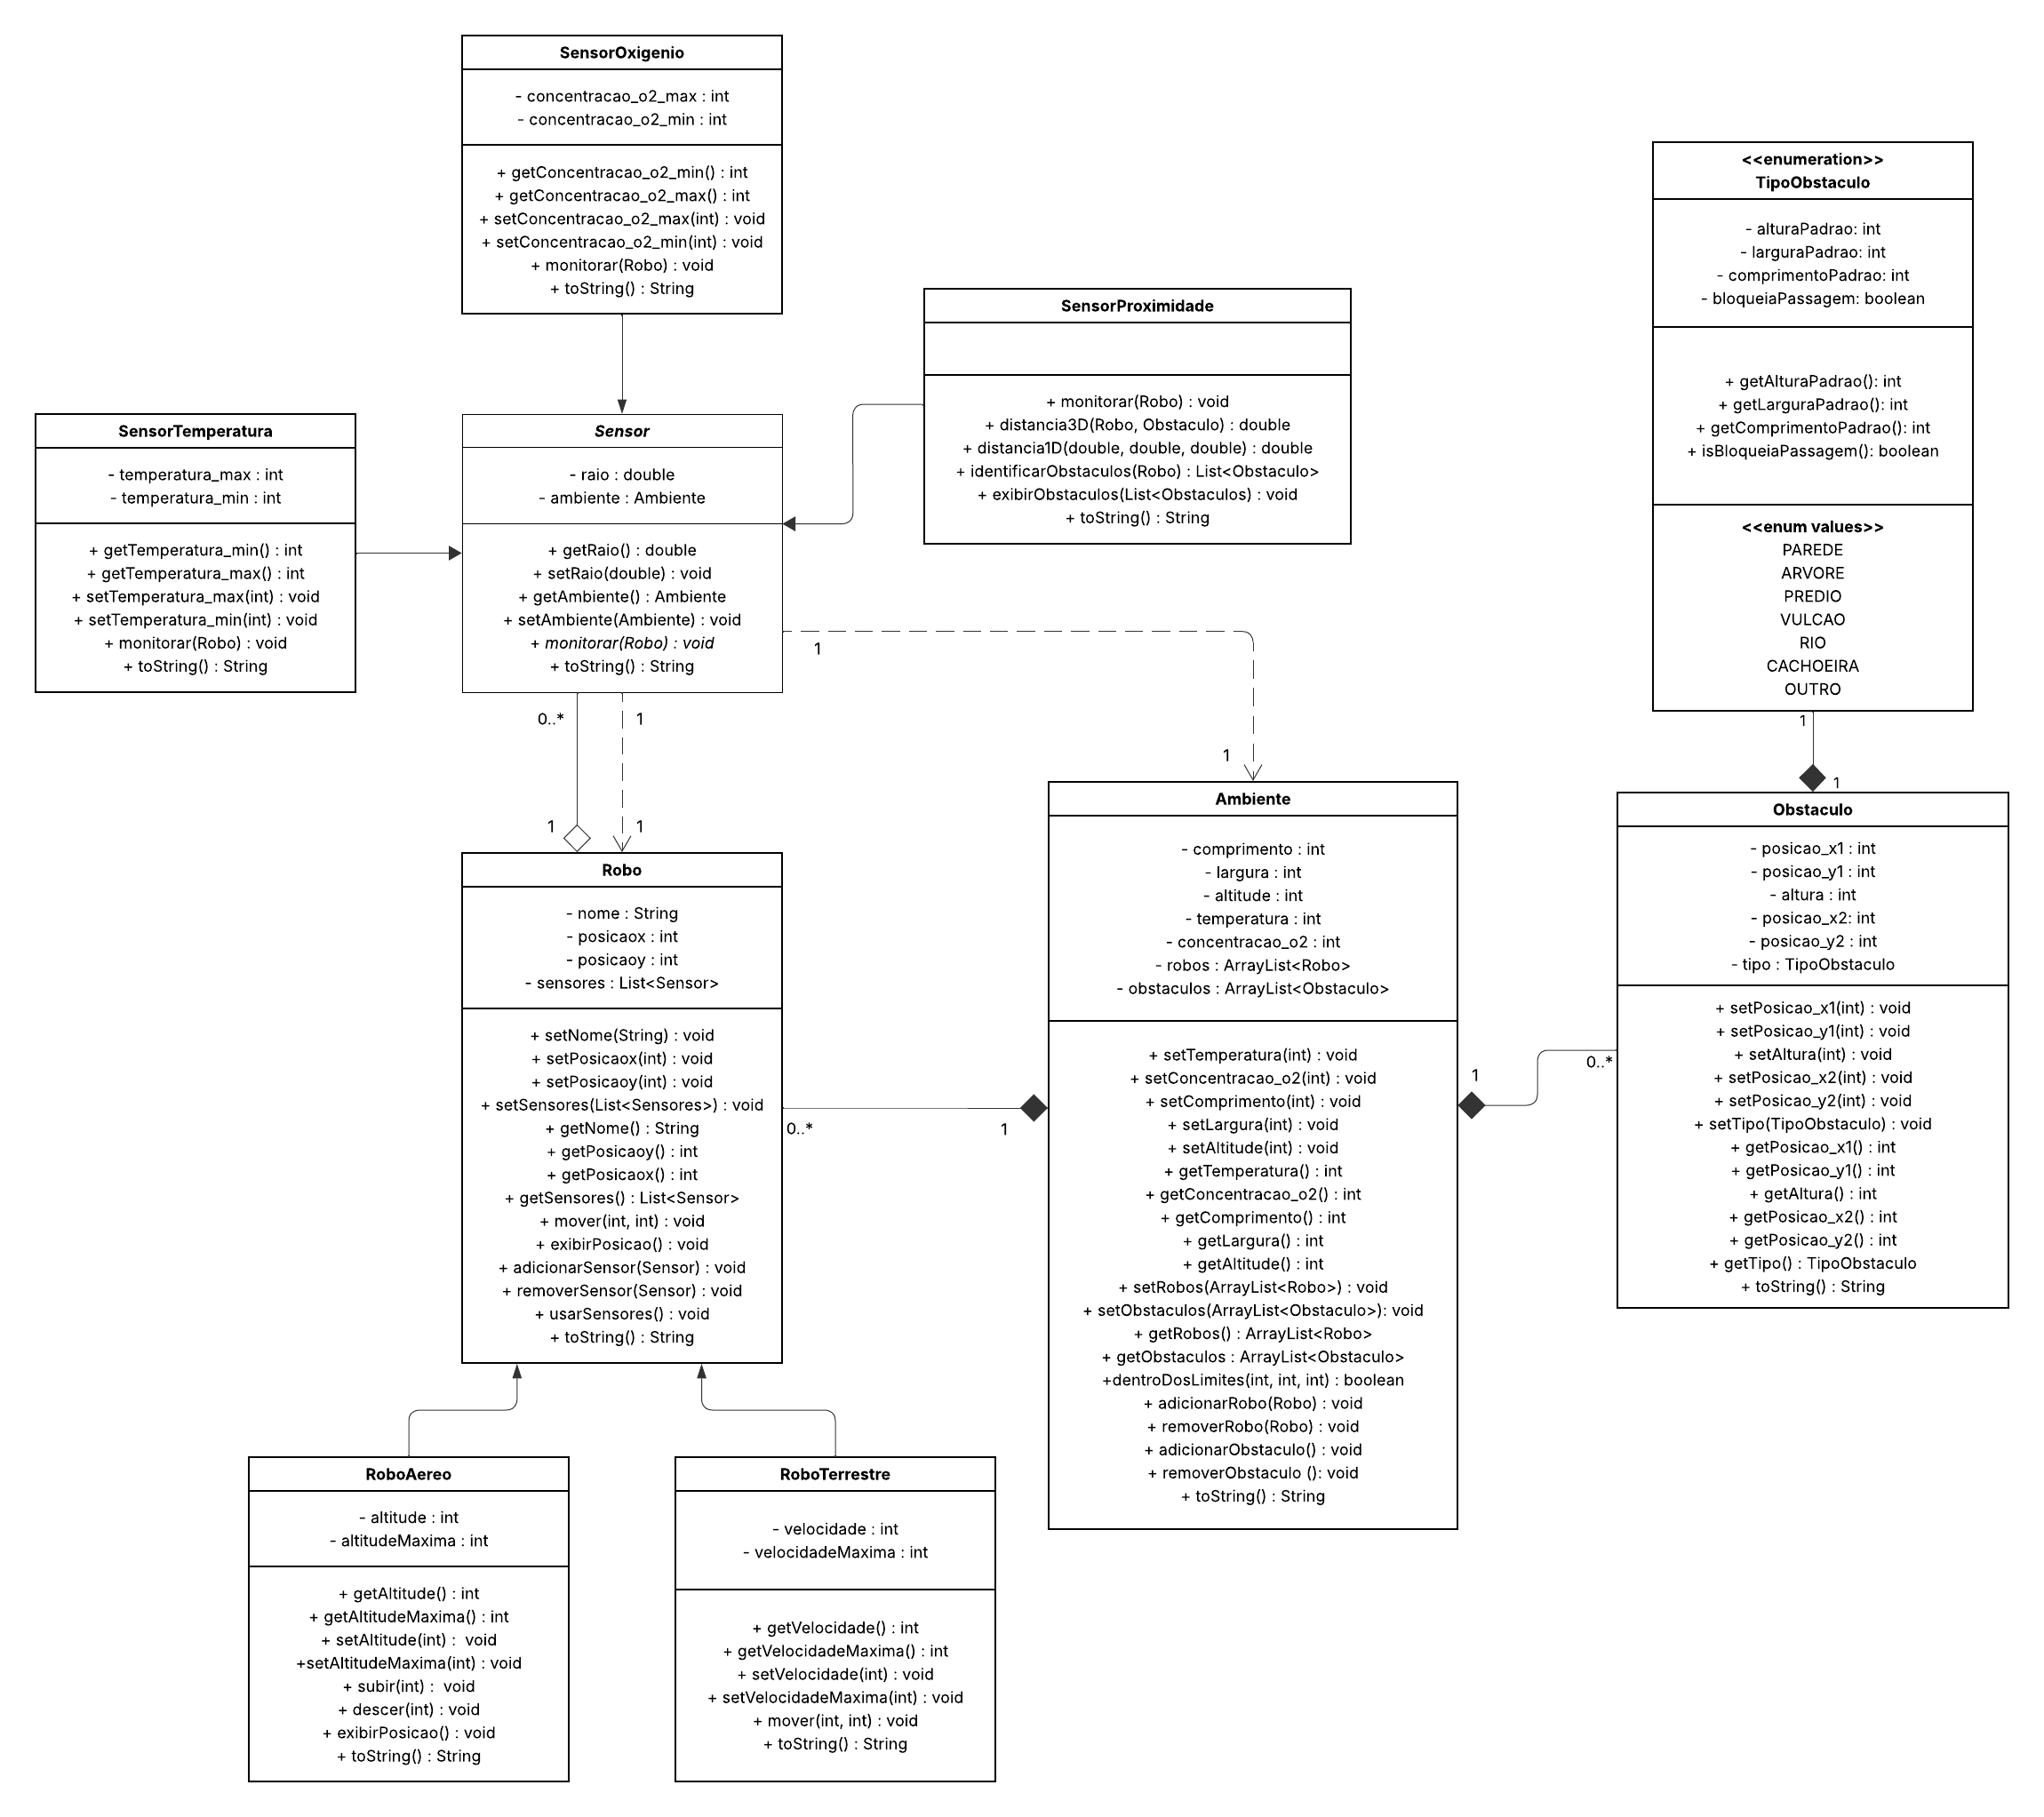 SensorOxigenio
- concentracao_o2_max : int
- concentracao_o2_min : int
+ getConcentracao_o2_min() : int
+ getConcentracao_o2_max() : int
+ setConcentracao_o2_max(int) : void
+ setConcentracao_o2_min(int) : void
+ monitorar(Robo) : void
+ toString() : String
<<enumeration>>
TipoObstaculo
- alturaPadrao: int
- larguraPadrao: int
- comprimentoPadrao: int
- bloqueiaPassagem: boolean
+ getAlturaPadrao(): int
+ getLarguraPadrao(): int
+ getComprimentoPadrao(): int
+ isBloqueiaPassagem(): boolean
<<enum values>>
PAREDE
ARVORE
PREDIO
VULCAO
RIO
CACHOEIRA
OUTRO
SensorProximidade
+ monitorar(Robo) : void
+ distancia3D(Robo, Obstaculo) : double
+ distancia1D(double, double, double) : double
+ identificarObstaculos(Robo) : List<Obstaculo>
+ exibirObstaculos(List<Obstaculos) : void
+ toString() : String
SensorTemperatura
- temperatura_max : int
- temperatura_min : int
+ getTemperatura_min() : int
+ getTemperatura_max() : int
+ setTemperatura_max(int) : void
+ setTemperatura_min(int) : void
+ monitorar(Robo) : void
+ toString() : String
Sensor
- raio : double
- ambiente : Ambiente
+ getRaio() : double
+ setRaio(double) : void
+ getAmbiente() : Ambiente
+ setAmbiente(Ambiente) : void
+ monitorar(Robo) : void
+ toString() : String
1
0..*
1
1
1
1
1
1
1
Robo
- nome : String
- posicaox : int
- posicaoy : int
- sensores : List<Sensor>
+ setNome(String) : void
+ setPosicaox(int) : void
+ setPosicaoy(int) : void
+ setSensores(List<Sensores>) : void
+ getNome() : String
+ getPosicaoy() : int
+ getPosicaox() : int
+ getSensores() : List<Sensor>
+ mover(int, int) : void
+ exibirPosicao() : void
+ adicionarSensor(Sensor) : void
+ removerSensor(Sensor) : void
+ usarSensores() : void
+ toString() : String
0..*
1
Ambiente
- comprimento : int
- largura : int
- altitude : int
- temperatura : int
- concentracao_o2 : int
- robos : ArrayList<Robo>
- obstaculos : ArrayList<Obstaculo>
+ setTemperatura(int) : void
+ setConcentracao_o2(int) : void
+ setComprimento(int) : void
+ setLargura(int) : void
+ setAltitude(int) : void
+ getTemperatura() : int
+ getConcentracao_o2() : int
+ getComprimento() : int
+ getLargura() : int
+ getAltitude() : int
+ setRobos(ArrayList<Robo>) : void
+ setObstaculos(ArrayList<Obstaculo>): void
+ getRobos() : ArrayList<Robo>
+ getObstaculos : ArrayList<Obstaculo>
+dentroDosLimites(int, int, int) : boolean
+ adicionarRobo(Robo) : void
+ removerRobo(Robo) : void
+ adicionarObstaculo() : void
+ removerObstaculo (): void
+ toString() : String
1
0..*
Obstaculo
- posicao_x1 : int
- posicao_y1 : int
- altura : int
- posicao_x2: int
- posicao_y2 : int
- tipo : TipoObstaculo
+ setPosicao_x1(int) : void
+ setPosicao_y1(int) : void
+ setAltura(int) : void
+ setPosicao_x2(int) : void
+ setPosicao_y2(int) : void
+ setTipo(TipoObstaculo) : void
+ getPosicao_x1() : int
+ getPosicao_y1() : int
+ getAltura() : int
+ getPosicao_x2() : int
+ getPosicao_y2() : int
+ getTipo() : TipoObstaculo
+ toString() : String
RoboAereo
- altitude : int
- altitudeMaxima : int
+ getAltitude() : int
+ getAltitudeMaxima() : int
+ setAltitude(int) :  void
+setAltitudeMaxima(int) : void
+ subir(int) :  void
+ descer(int) : void
+ exibirPosicao() : void
+ toString() : String
RoboTerrestre
- velocidade : int
- velocidadeMaxima : int
+ getVelocidade() : int
+ getVelocidadeMaxima() : int
+ setVelocidade(int) : void
+ setVelocidadeMaxima(int) : void
+ mover(int, int) : void
+ toString() : String